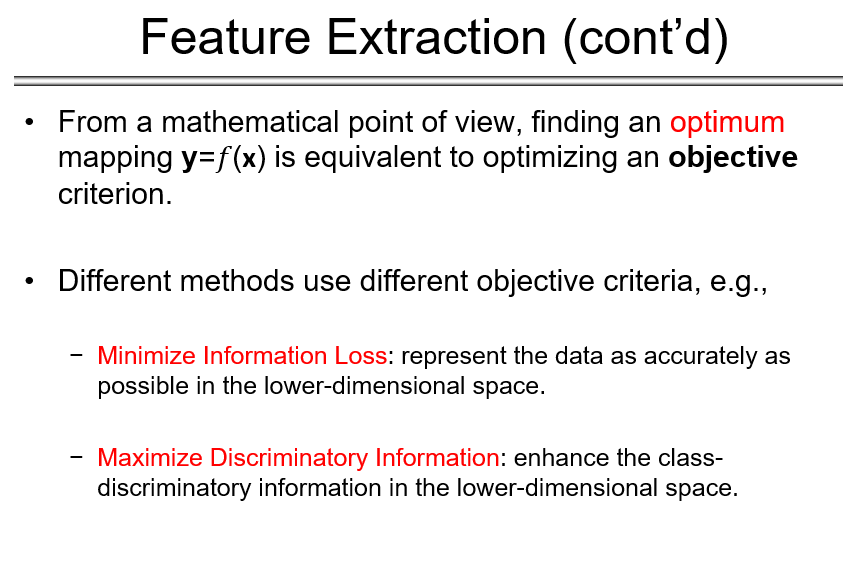 Feature Extraction (cont’d)
• From a mathematical point of view, finding an optimum
mapping y=f(x) is equivalent to optimizing an objective
criterion.
• Different methods use different objective criteria, e.g.,
− Minimize Information Loss: represent the data as accurately as
possible in the lower-dimensional space.
− Maximize Discriminatory Information: enhance the class-
discriminatory information in the lower-dimensional space.